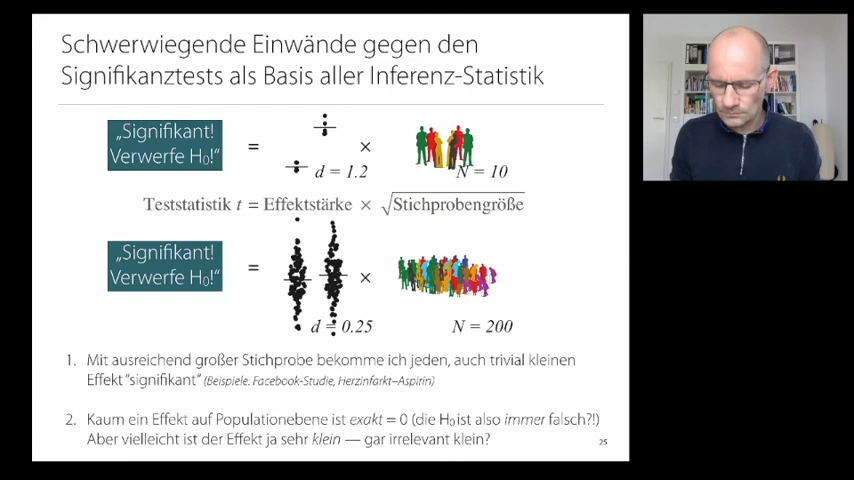 Schwerwiegende Einwände gegen den
Signifikanztests als Basis aller Inferenz-Statistik
„Signifikant!
Verwerfe H₀!“
=
×
d = 1.2
N = 10
Teststatistik t = Effektstärke × √Stichprobengröße
„Signifikant!
Verwerfe H₀!“
=
×
d = 0.25
N = 200
1. Mit ausreichend großer Stichprobe bekomme ich jeden, auch trivial kleinen
Effekt “signifikant” (Beispiele: Facebook-Studie, Herzinfarkt–Aspirin)
2. Kaum ein Effekt auf Populationebene ist exakt = 0 (die H₀ ist also immer falsch?!)
Aber vielleicht ist der Effekt ja sehr klein — gar irrelevant klein?
25